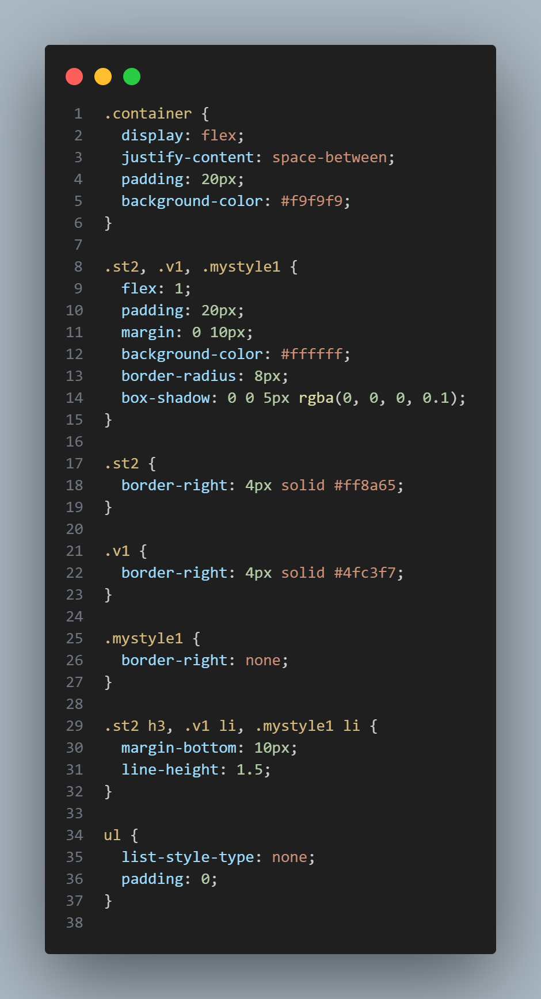 1 .container {
2   display: flex;
3   justify-content: space-between;
4   padding: 20px;
5   background-color: #f9f9f9;
6 }
7
8 .st2, .v1, .mystyle1 {
9   flex: 1;
10   padding: 20px;
11   margin: 0 10px;
12   background-color: #ffffff;
13   border-radius: 8px;
14   box-shadow: 0 0 5px rgba(0, 0, 0, 0.1);
15 }
16
17 .st2 {
18   border-right: 4px solid #ff8a65;
19 }
20
21 .v1 {
22   border-right: 4px solid #4fc3f7;
23 }
24
25 .mystyle1 {
26   border-right: none;
27 }
28
29 .st2 h3, .v1 li, .mystyle1 li {
30   margin-bottom: 10px;
31   line-height: 1.5;
32 }
33
34 ul {
35   list-style-type: none;
36   padding: 0;
37 }
38